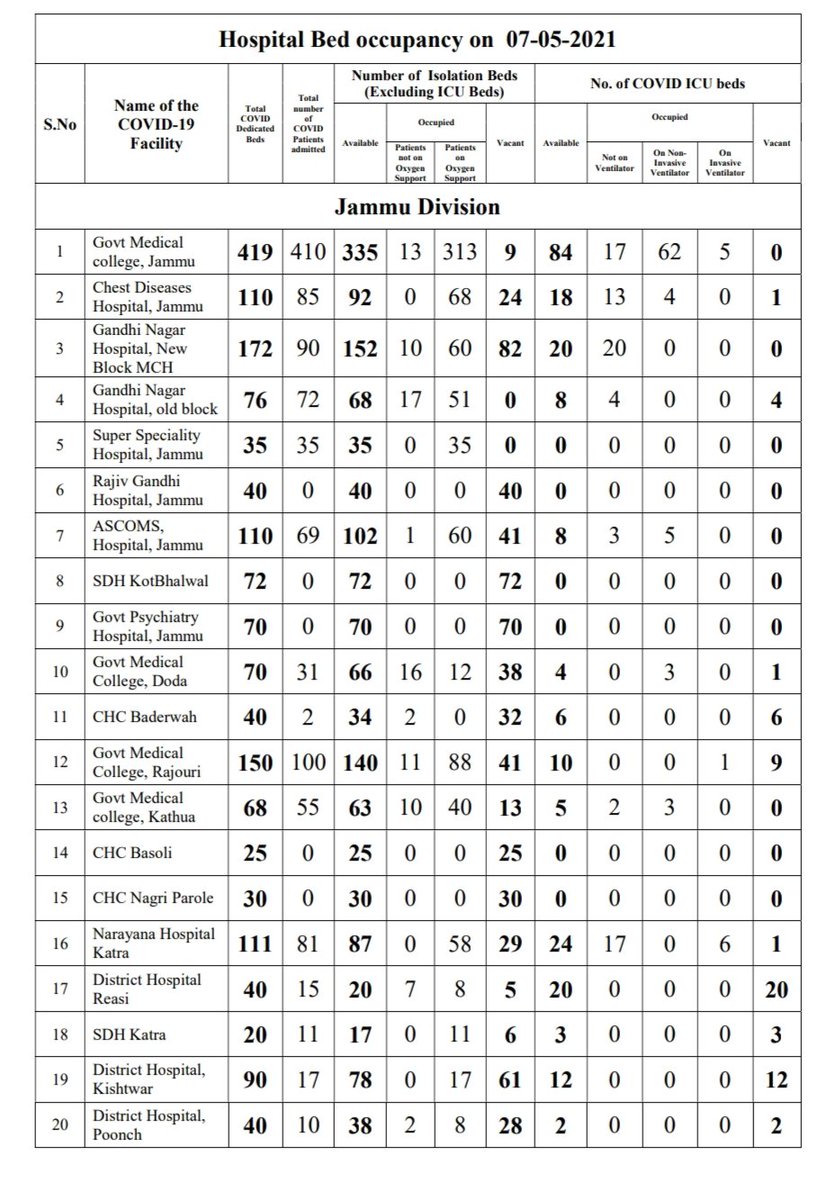 Hospital Bed occupancy on 07-05-2021
S.No
Name of the
COVID-19
Facility
Total
COVID
Dedicated
Beds
Total
number
of
COVID
Patients
admitted
Number of Isolation Beds
(Excluding ICU Beds)
No. of COVID ICU beds
Available
Occupied
Patients
not on
Oxygen
Support
Patients
on
Oxygen
Support
Vacant
Available
Occupied
Not on
Ventilator
On Non-
Invasive
Ventilator
On
Invasive
Ventilator
Vacant
Jammu Division
1 Govt Medical
college, Jammu 419 410 335 13 313 9 84 17 62 5 0
2 Chest Diseases
Hospital, Jammu 110 85 92 0 68 24 18 13 4 0 1
3 Gandhi Nagar
Hospital, New
Block MCH 172 90 152 10 60 82 20 20 0 0 0
4 Gandhi Nagar
Hospital, old block 76 72 68 17 51 0 8 4 0 0 4
5 Super Speciality
Hospital, Jammu 35 35 35 0 35 0 0 0 0 0 0
6 Rajiv Gandhi
Hospital, Jammu 40 0 40 0 0 40 0 0 0 0 0
7 ASCOMS,
Hospital, Jammu 110 69 102 1 60 41 8 3 5 0 0
8 SDH KotBhalwal 72 0 72 0 0 72 0 0 0 0 0
9 Govt Psychiatry
Hospital, Jammu 70 0 70 0 0 70 0 0 0 0 0
10 Govt Medical
College, Doda 70 31 66 16 12 38 4 0 3 0 1
11 CHC Baderwah 40 2 34 2 0 32 6 0 0 0 6
12 Govt Medical
College, Rajouri 150 100 140 11 88 41 10 0 0 1 9
13 Govt Medical
college, Kathua 68 55 63 10 40 13 5 2 3 0 0
14 CHC Basoli 25 0 25 0 0 25 0 0 0 0 0
15 CHC Nagri Parole 30 0 30 0 0 30 0 0 0 0 0
16 Narayana Hospital
Katra 111 81 87 0 58 29 24 17 0 6 1
17 District Hospital
Reasi 40 15 20 7 8 5 20 0 0 0 20
18 SDH Katra 20 11 17 0 11 6 3 0 0 0 3
19 District Hospital,
Kishtwar 90 17 78 0 17 61 12 0 0 0 12
20 District Hospital,
Poonch 40 10 38 2 8 28 2 0 0 0 2